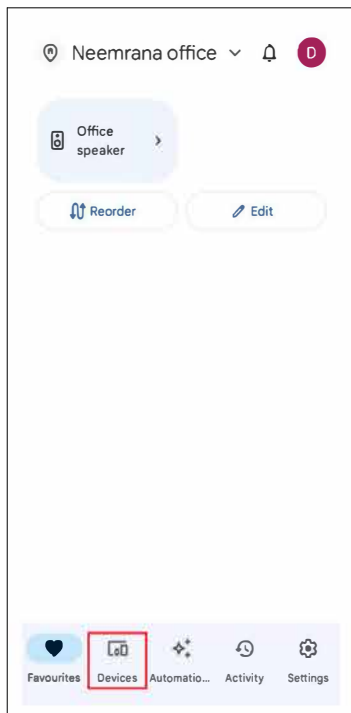 Neemrana office
D
Office
speaker
Reorder
Edit
Favourites
Devices
Automatio...
Activity
Settings